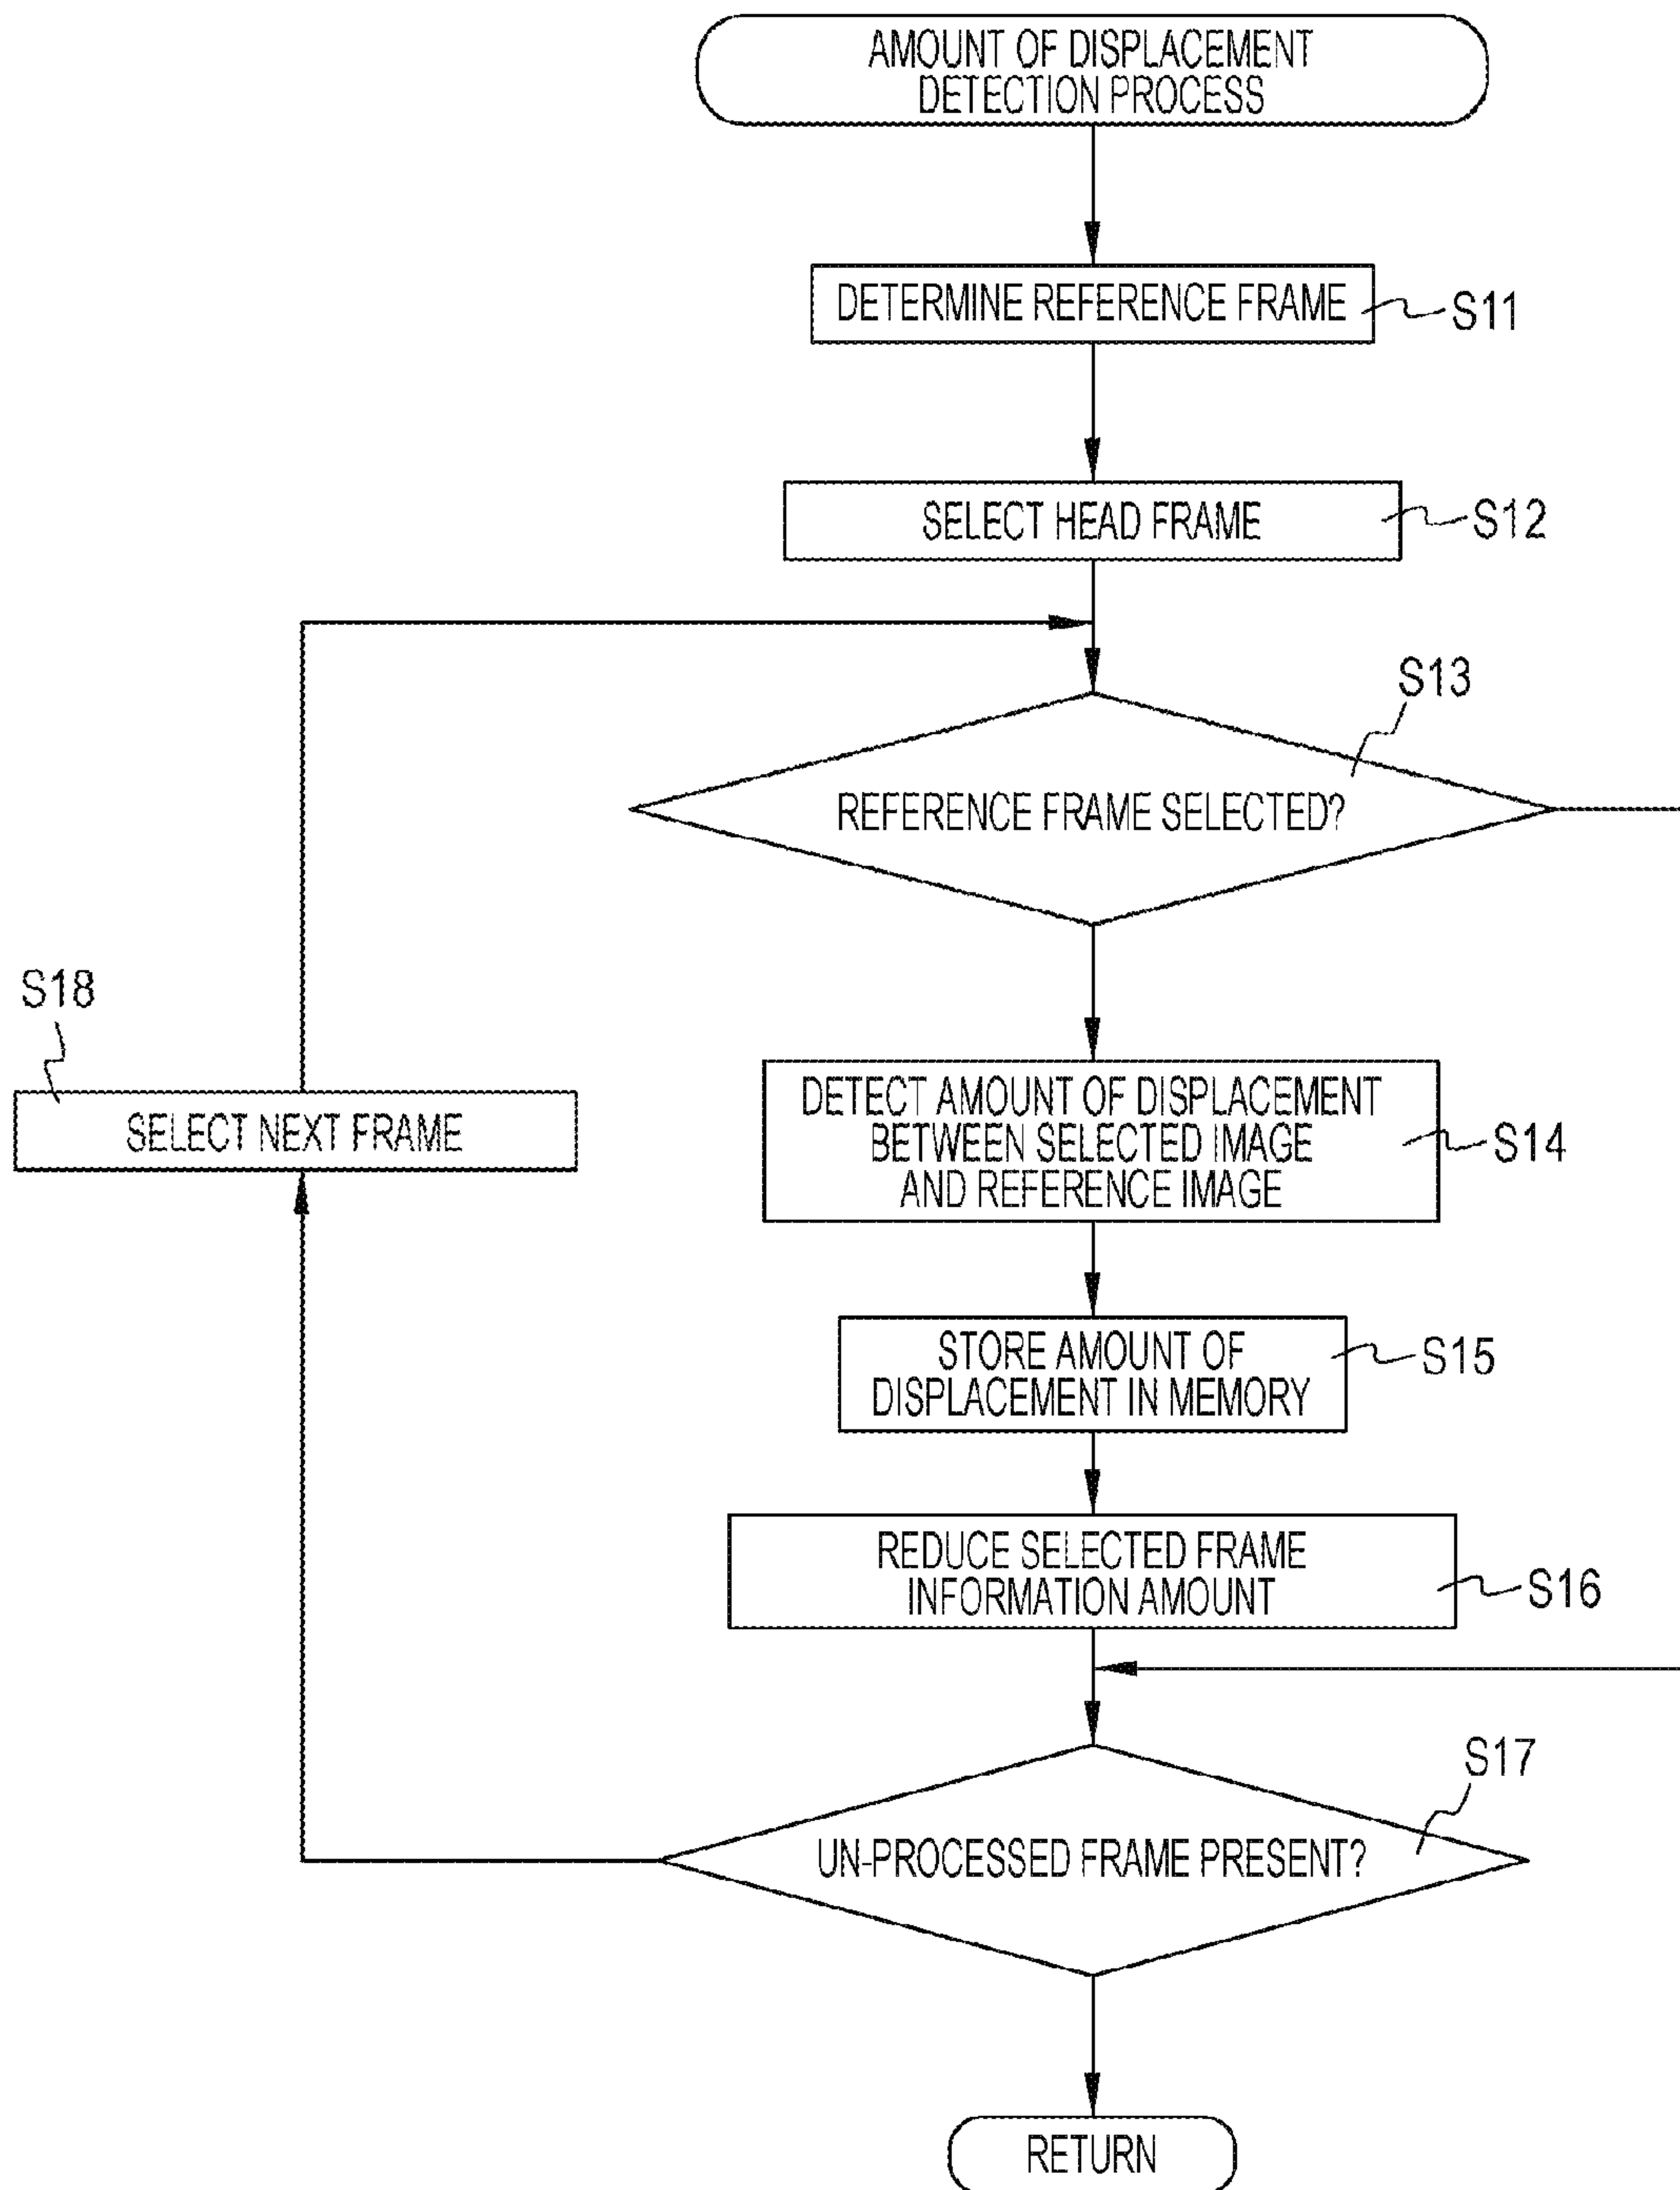 AMOUNT OF DISPLACEMENT
DETECTION PROCESS
DETERMINE REFERENCE FRAME
S11
SELECT HEAD FRAME
S12
S13
REFERENCE FRAME SELECTED?
S18
SELECT NEXT FRAME
DETECT AMOUNT OF DISPLACEMENT
BETWEEN SELECTED IMAGE
AND REFERENCE IMAGE
S14
STORE AMOUNT OF
DISPLACEMENT IN MEMORY
S15
REDUCE SELECTED FRAME
INFORMATION AMOUNT
S16
S17
UN-PROCESSED FRAME PRESENT?
RETURN